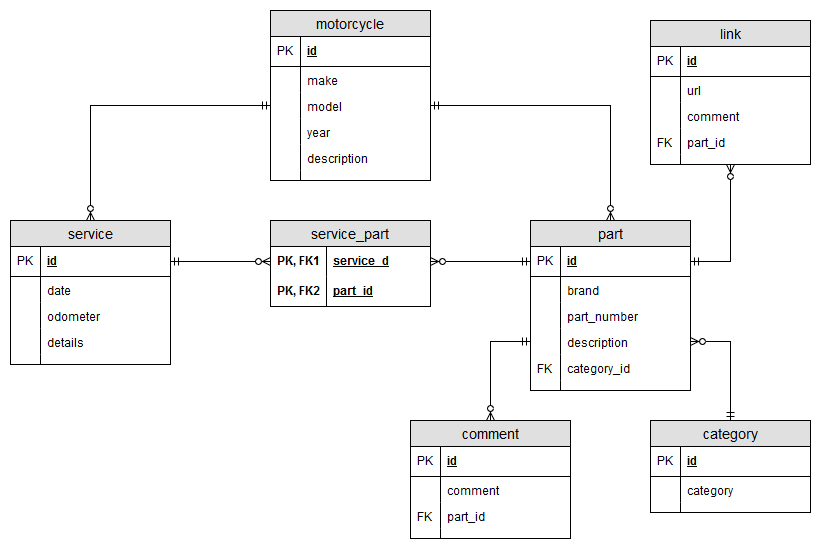 motorcycle
PK id
make
model
year
description
link
PK id
url
comment
FK part_id
service
PK id
date
odometer
details
service_part
PK, FK1 service_d
PK, FK2 part_id
part
PK id
brand
part_number
description
FK category_id
comment
PK id
comment
FK part_id
category
PK id
category